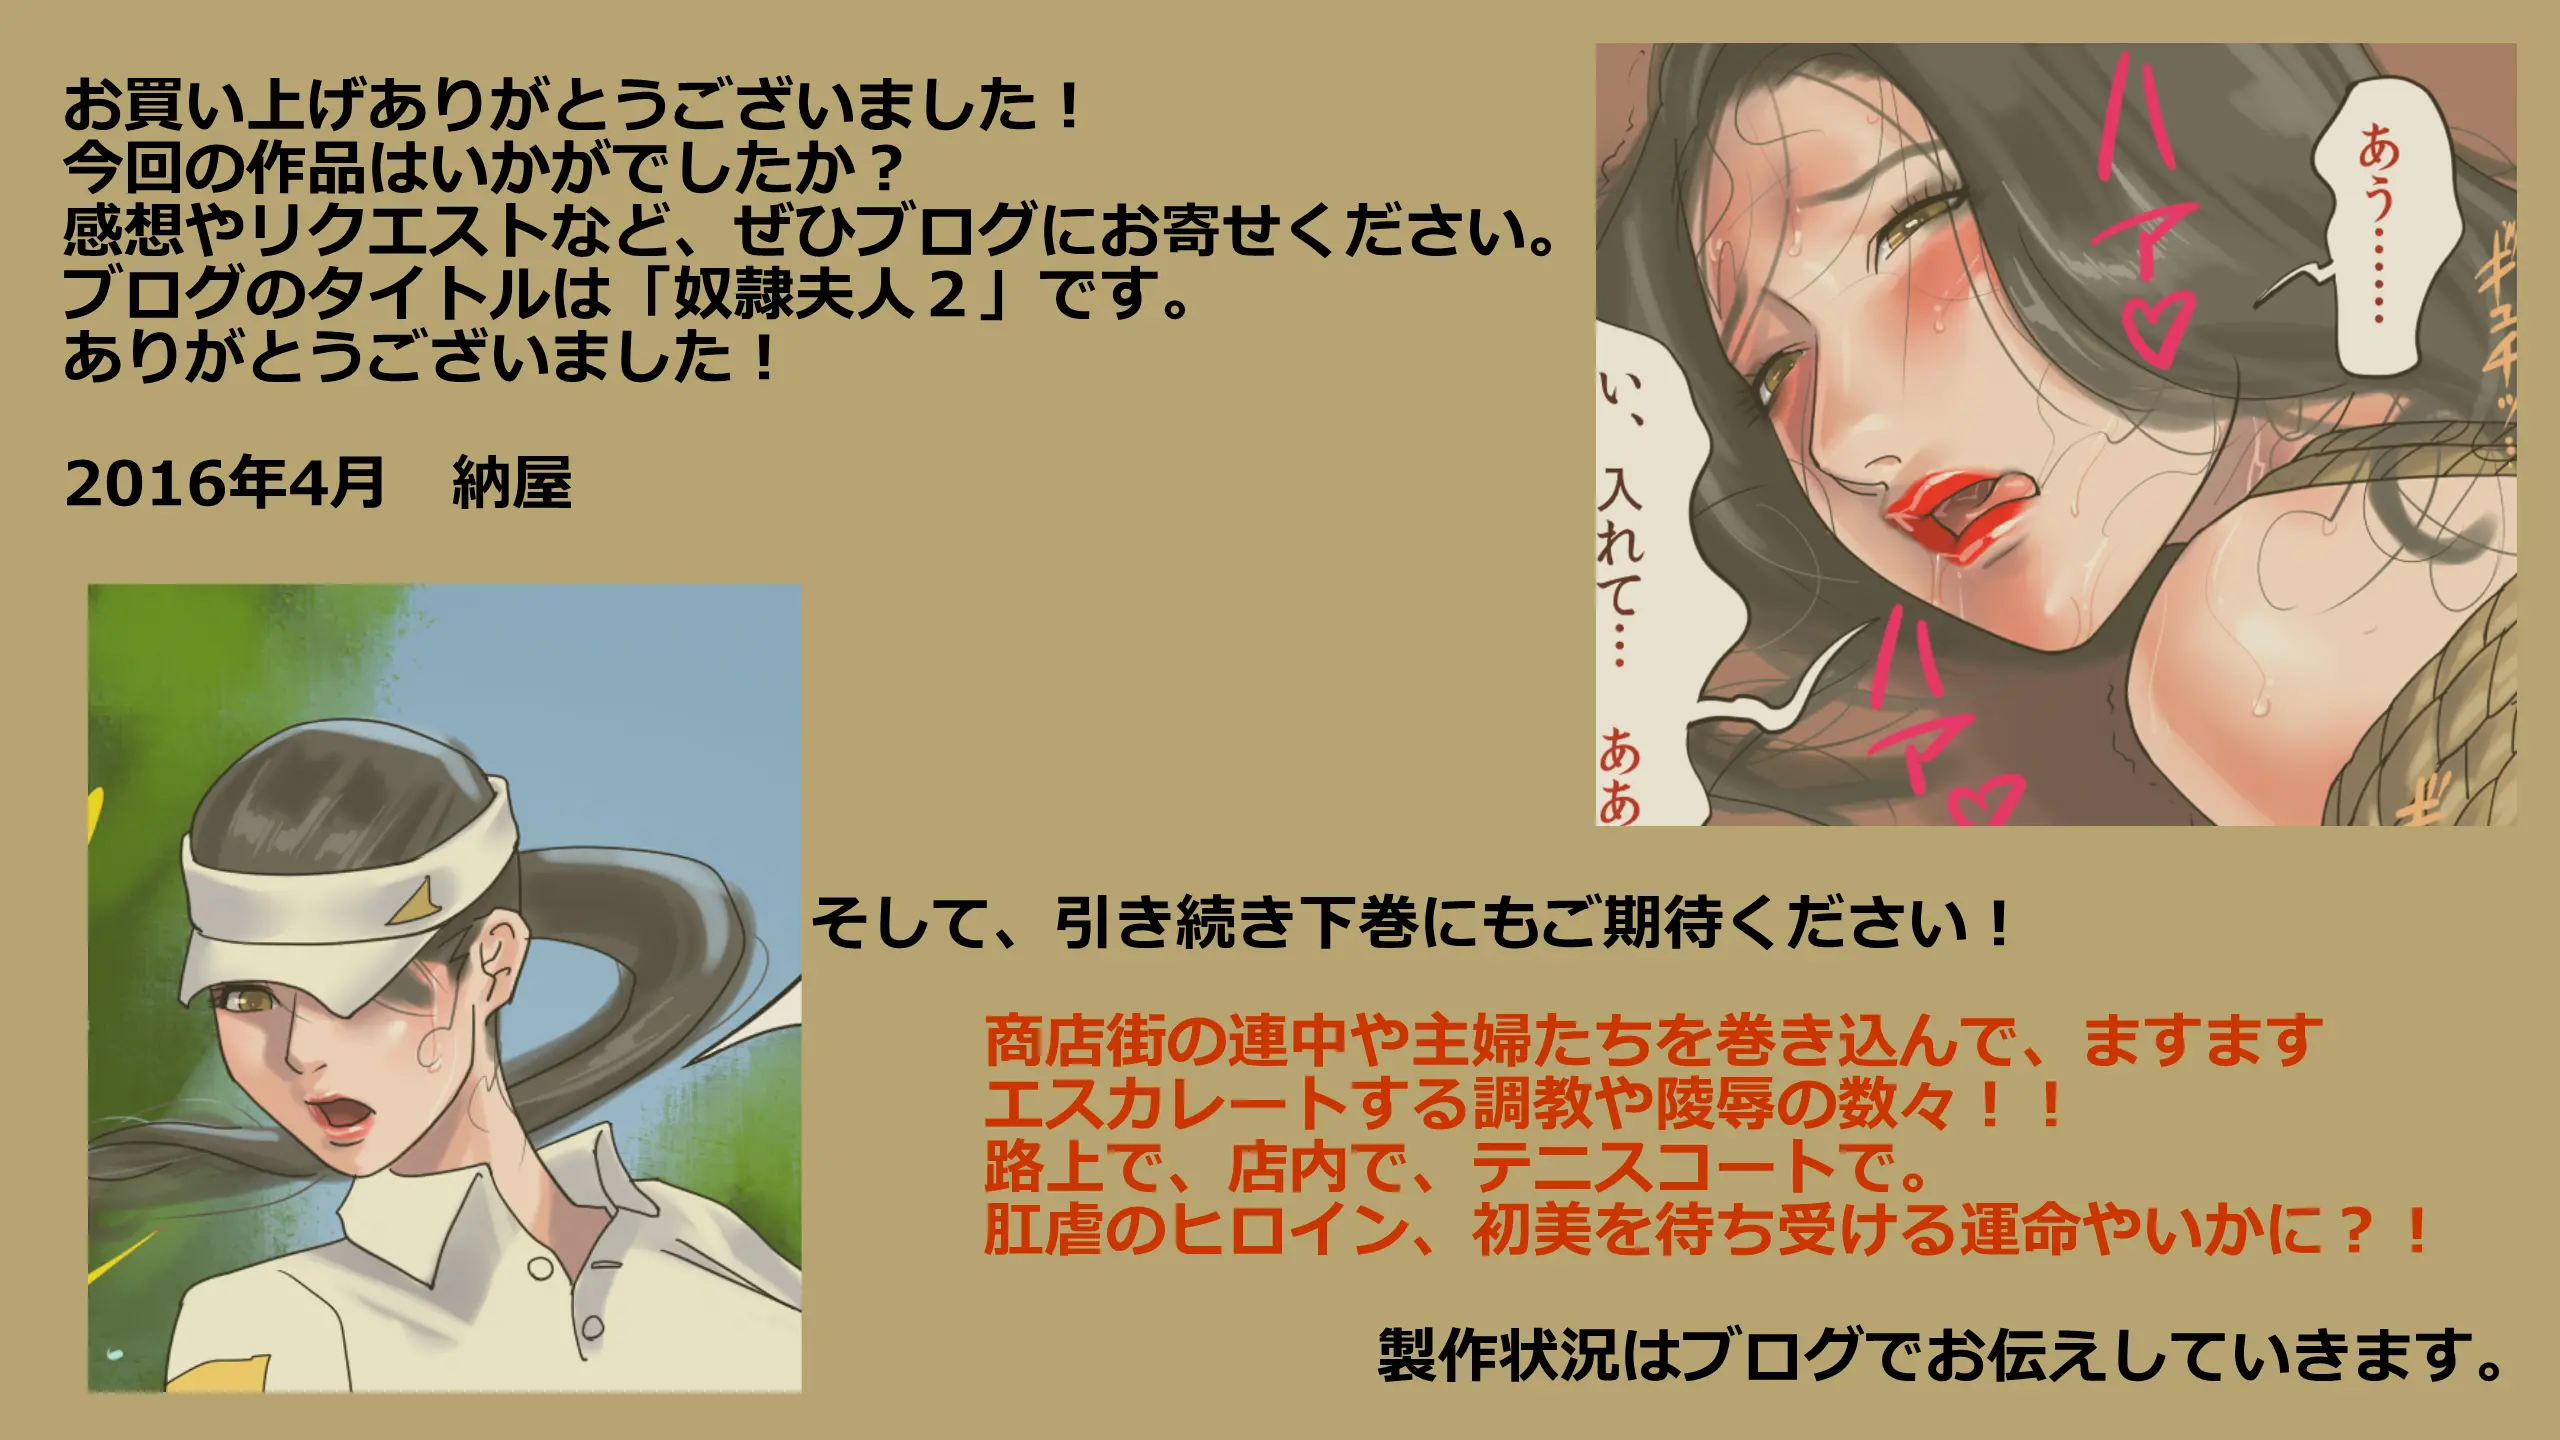 お買い上げありがとうございました！
今回の作品はいかがでしたか？
感想やリクエストなど、ぜひブログにお寄せください。
ブログのタイトルは「奴隷夫人２」です。
ありがとうございました！
2016年4月　納屋
あう………
ハァ♡
ギュチッ…
い、入れて…　ああ
ハァ♡
ギ
そして、引き続き下巻にもご期待ください！
商店街の連中や主婦たちを巻き込んで、ますます
エスカレートする調教や陵辱の数々！！
路上で、店内で、テニスコートで。
肛虐のヒロイン、初美を待ち受ける運命やいかに？！
製作状況はブログでお伝えしていきます。